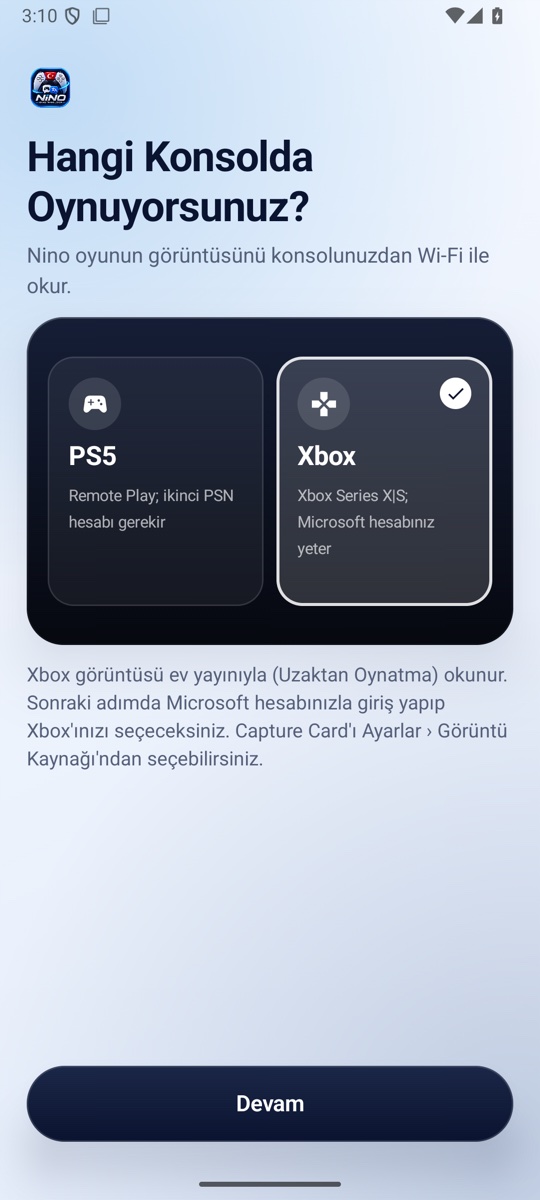 3:10
NiNO
Hangi Konsolda
Oynuyorsunuz?
Nino oyunun görüntüsünü konsolunuzdan Wi-Fi ile
okur.
PS5
Remote Play; ikinci PSN
hesabı gerekir
Xbox
Xbox Series X|S;
Microsoft hesabınız
yeter
Xbox görüntüsü ev yayınıyla (Uzaktan Oynatma) okunur.
Sonraki adımda Microsoft hesabınızla giriş yapıp
Xbox'ınızı seçeceksiniz. Capture Card'ı Ayarlar › Görüntü
Kaynağı'ndan seçebilirsiniz.
Devam